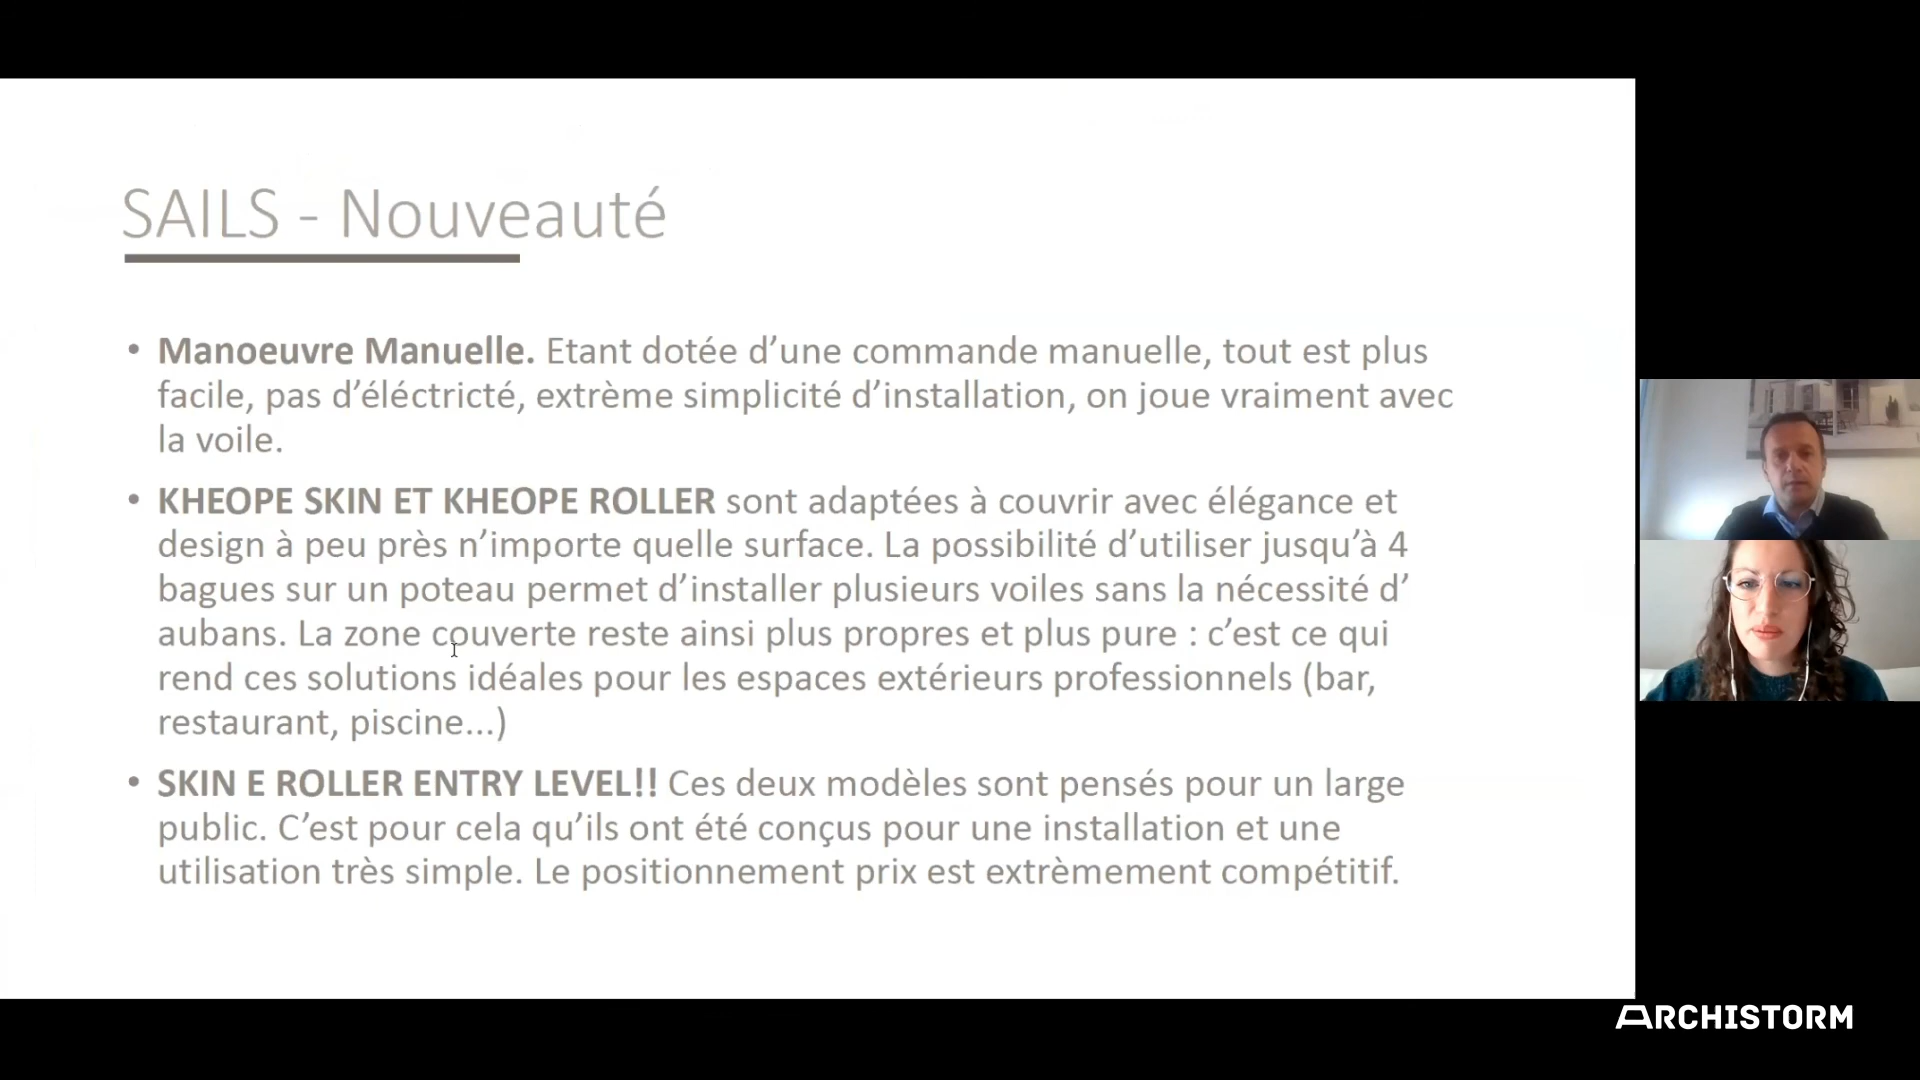 SAILS - Nouveauté
• Manoeuvre Manuelle. Etant dotée d’une commande manuelle, tout est plus
facile, pas d’éléctricté, extrème simplicité d’installation, on joue vraiment avec
la voile.
• KHEOPE SKIN ET KHEOPE ROLLER sont adaptées à couvrir avec élégance et
design à peu près n’importe quelle surface. La possibilité d’utiliser jusqu’à 4
bagues sur un poteau permet d’installer plusieurs voiles sans la nécessité d’
aubans. La zone couverte reste ainsi plus propres et plus pure : c’est ce qui
rend ces solutions idéales pour les espaces extérieurs professionnels (bar,
restaurant, piscine...)
• SKIN E ROLLER ENTRY LEVEL!! Ces deux modèles sont pensés pour un large
public. C’est pour cela qu’ils ont été conçus pour une installation et une
utilisation très simple. Le positionnement prix est extrèmement compétitif.
ARCHISTORM